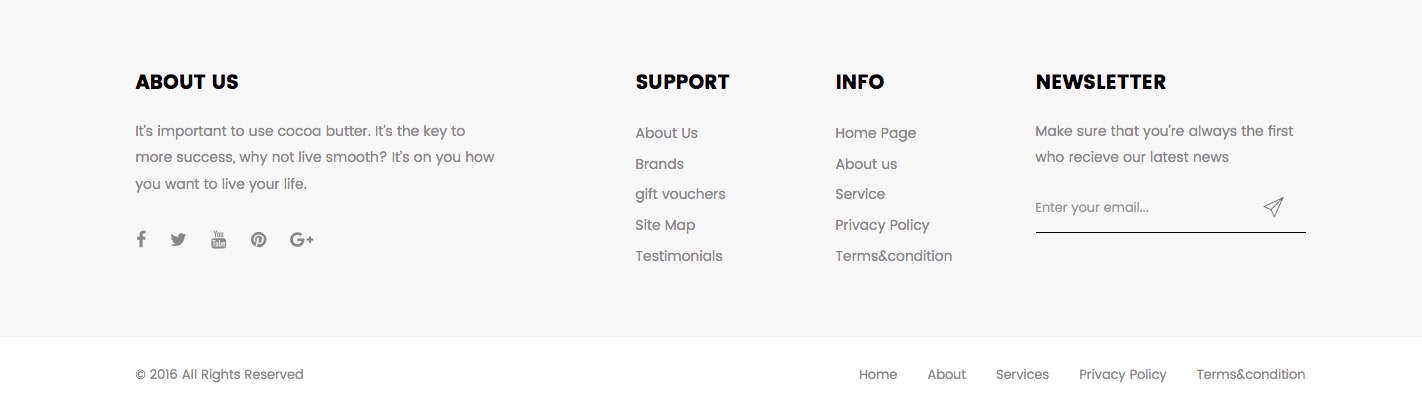 ABOUT US
It's important to use cocoa butter. It's the key to
more success, why not live smooth? It's on you how
you want to live your life.
You
Tube
SUPPORT
About Us
Brands
gift vouchers
Site Map
Testimonials
INFO
Home Page
About us
Service
Privacy Policy
Terms&condition
NEWSLETTER
Make sure that you're always the first
who recieve our latest news
Enter your email...
© 2016 All Rights Reserved
Home About Services Privacy Policy Terms&condition